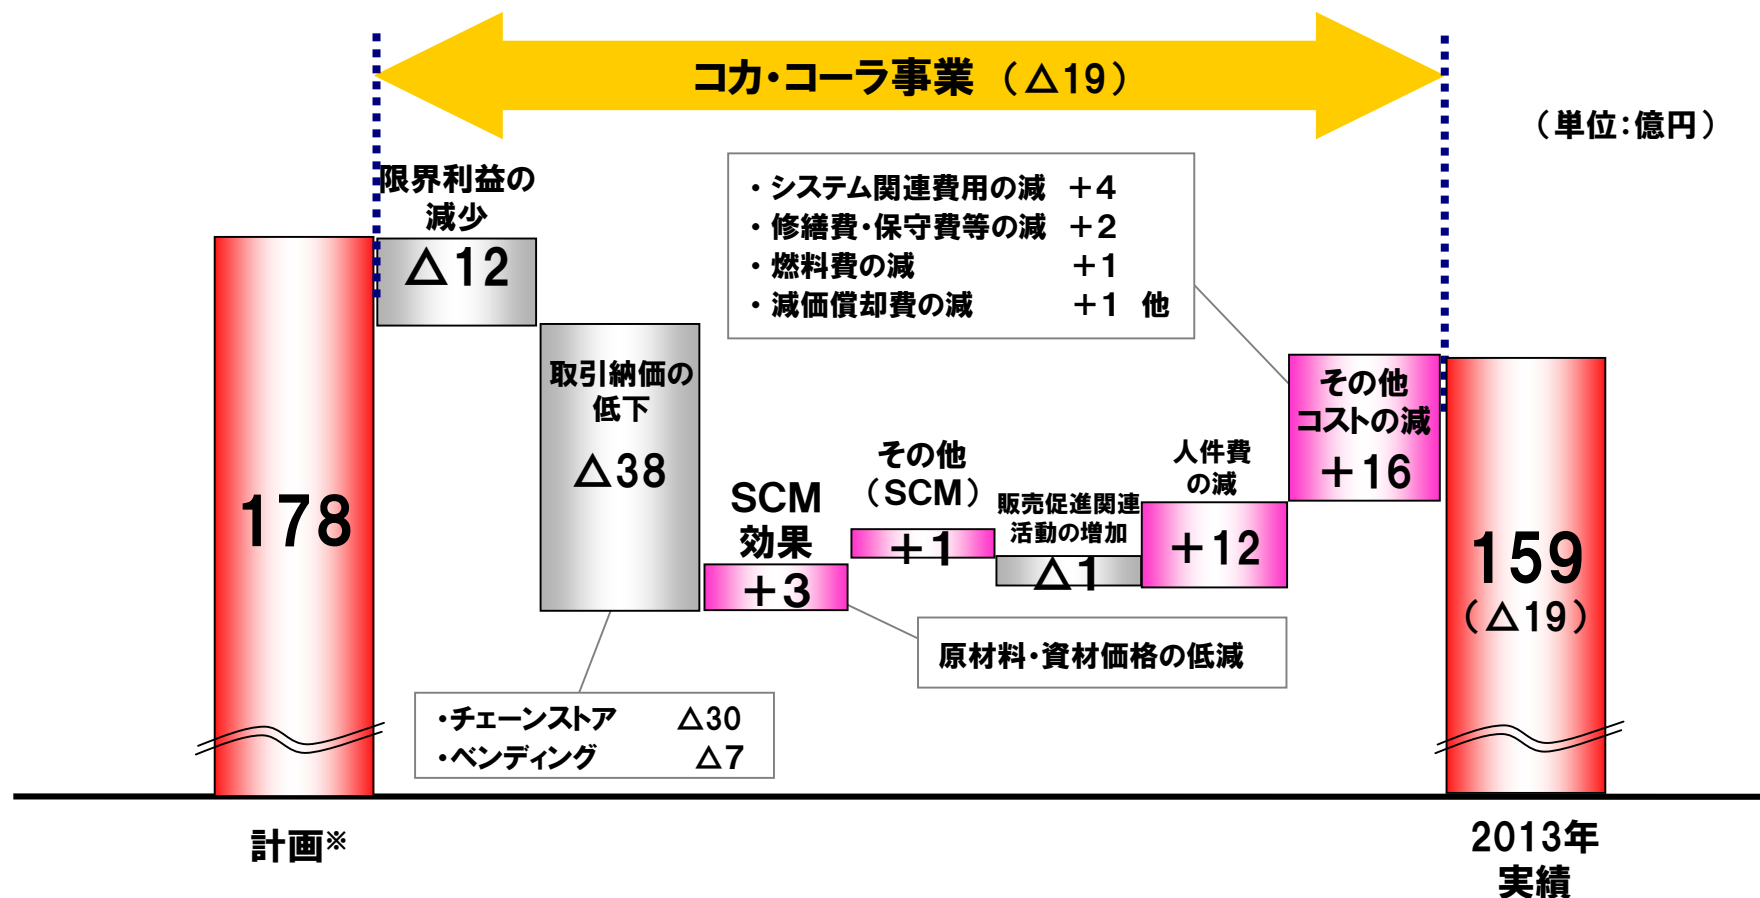 コカ・コーラ事業 （△19）
（単位:億円）
限界利益の
減少
△12
・ システム関連費用の減 ＋4
・ 修繕費・保守費等の減 ＋2
・ 燃料費の減 ＋1
・ 減価償却費の減 ＋1 他
取引納価の
低下
△38
SCM
効果
＋3
その他
（SCM）
＋1
販売促進関連
活動の増加
△1
人件費
の減
＋12
その他
コストの減
＋16
178
159
（△19）
原材料・資材価格の低減
・チェーンストア △30
・ベンディング △7
計画※
2013年
実績